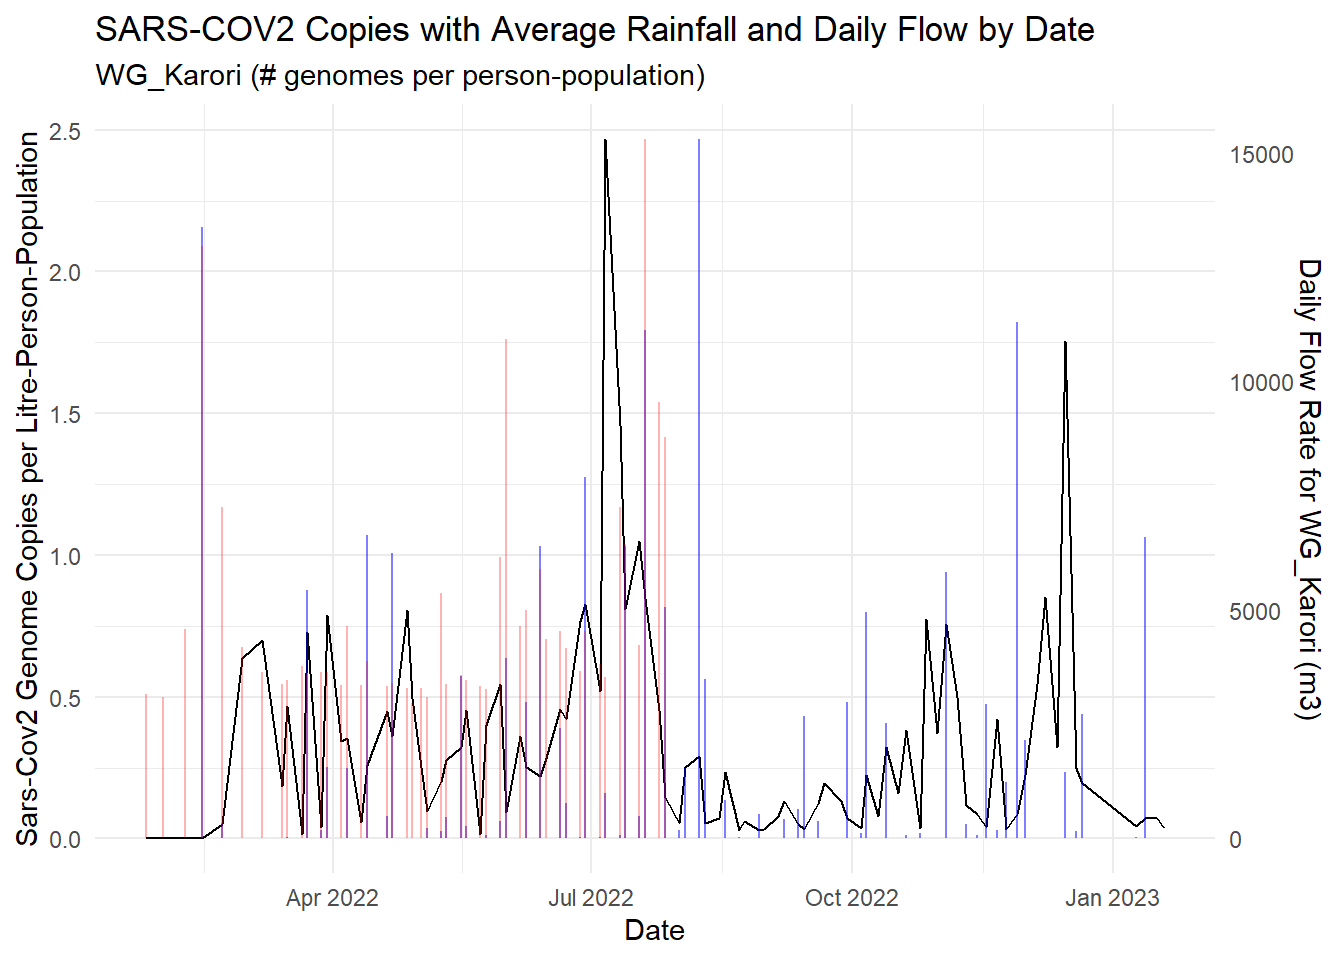 SARS-COV2 Copies with Average Rainfall and Daily Flow by Date
WG_Karori (# genomes per person-population)
Sars-Cov2 Genome Copies per Litre-Person-Population
2.5
2.0
1.5
1.0
0.5
0.0
15000
10000
5000
0
Daily Flow Rate for WG_Karori (m3)
Apr 2022
Jul 2022
Oct 2022
Jan 2023
Date